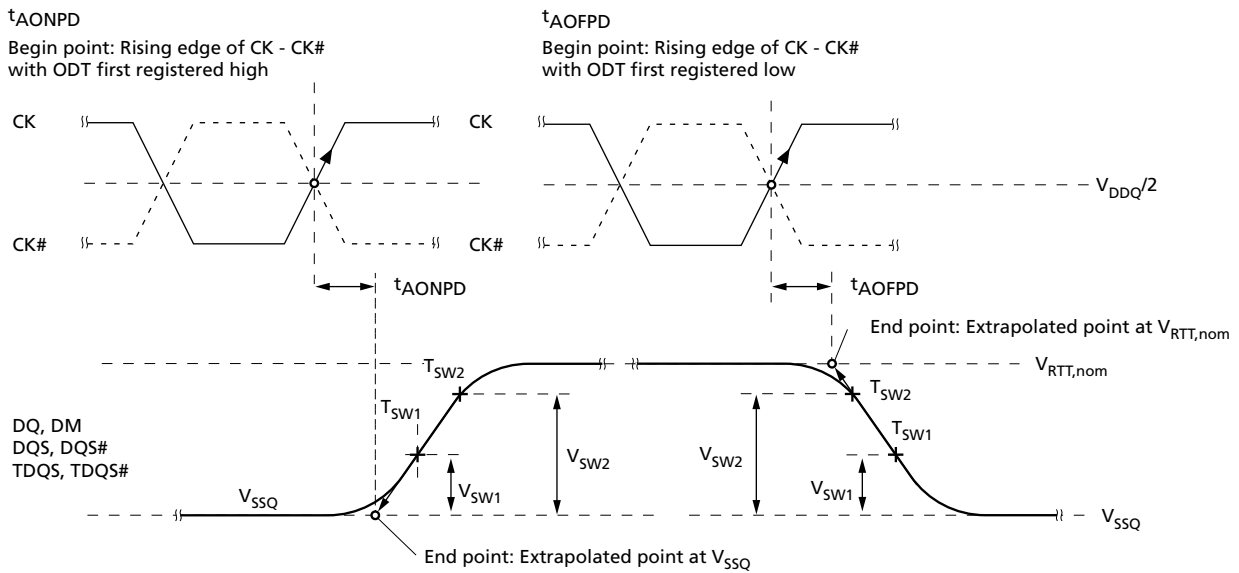 tAONPD
Begin point: Rising edge of CK - CK#
with ODT first registered high
tAOFPD
Begin point: Rising edge of CK - CK#
with ODT first registered low
CK
CK
VDDQ/2
CK#
CK#
tAONPD
tAOFPD
End point: Extrapolated point at VRTT,nom
TSW2
VRTT,nom
TSW2
TSW1
TSW1
DQ, DM
DQS, DQS#
TDQS, TDQS#
VSW2
VSW2
VSW1
VSW1
VSSQ
VSSQ
End point: Extrapolated point at VSSQ